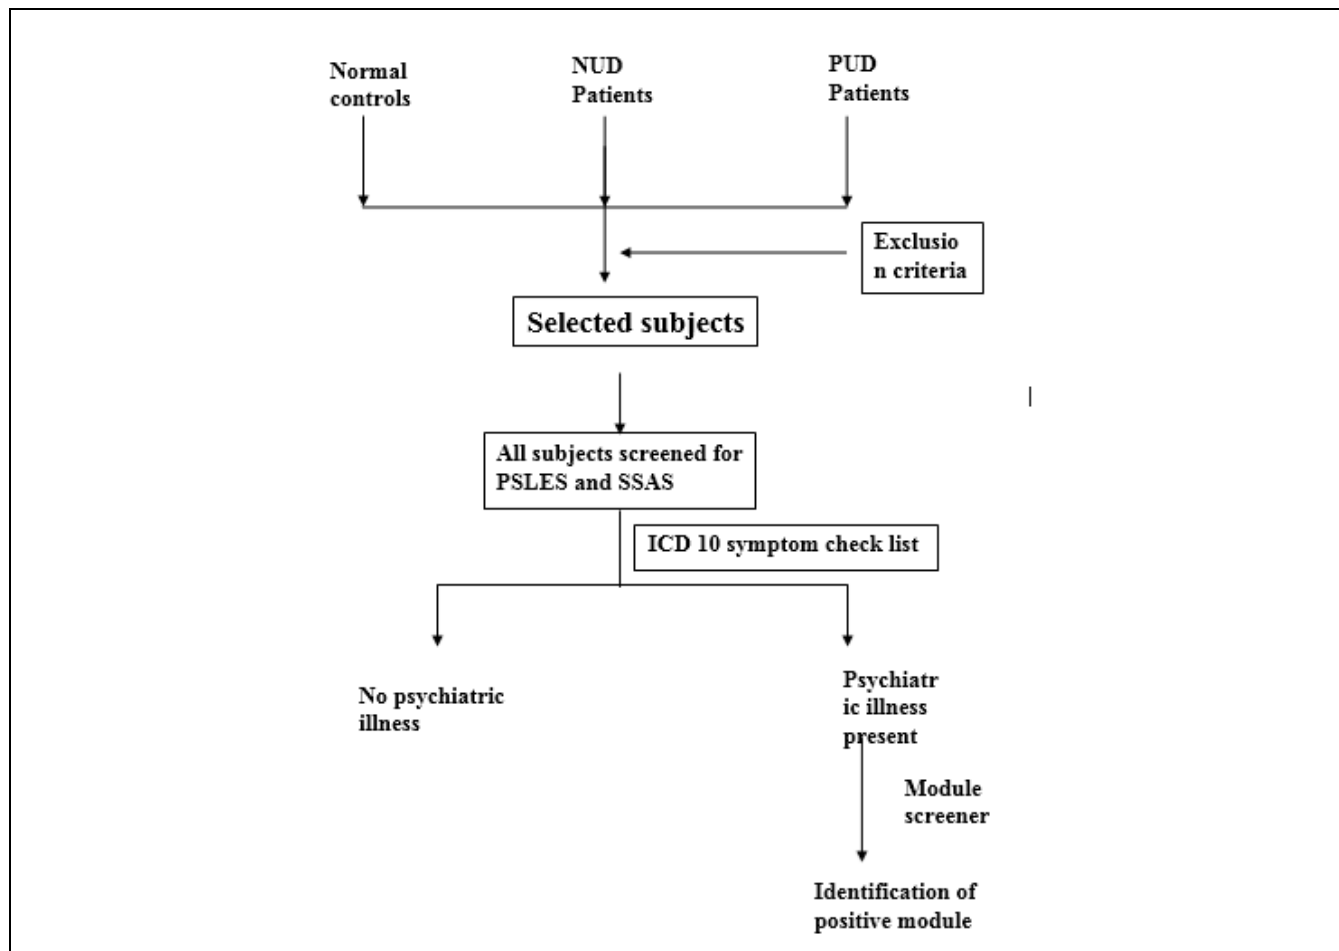 Normal
controls
NUD
Patients
PUD
Patients
Exclusio
n criteria
Selected subjects
All subjects screened for
PSLES and SSAS
ICD 10 symptom check list
No psychiatric
illness
Psychiatr
ic illness
present
Module
screener
Identification of
positive module